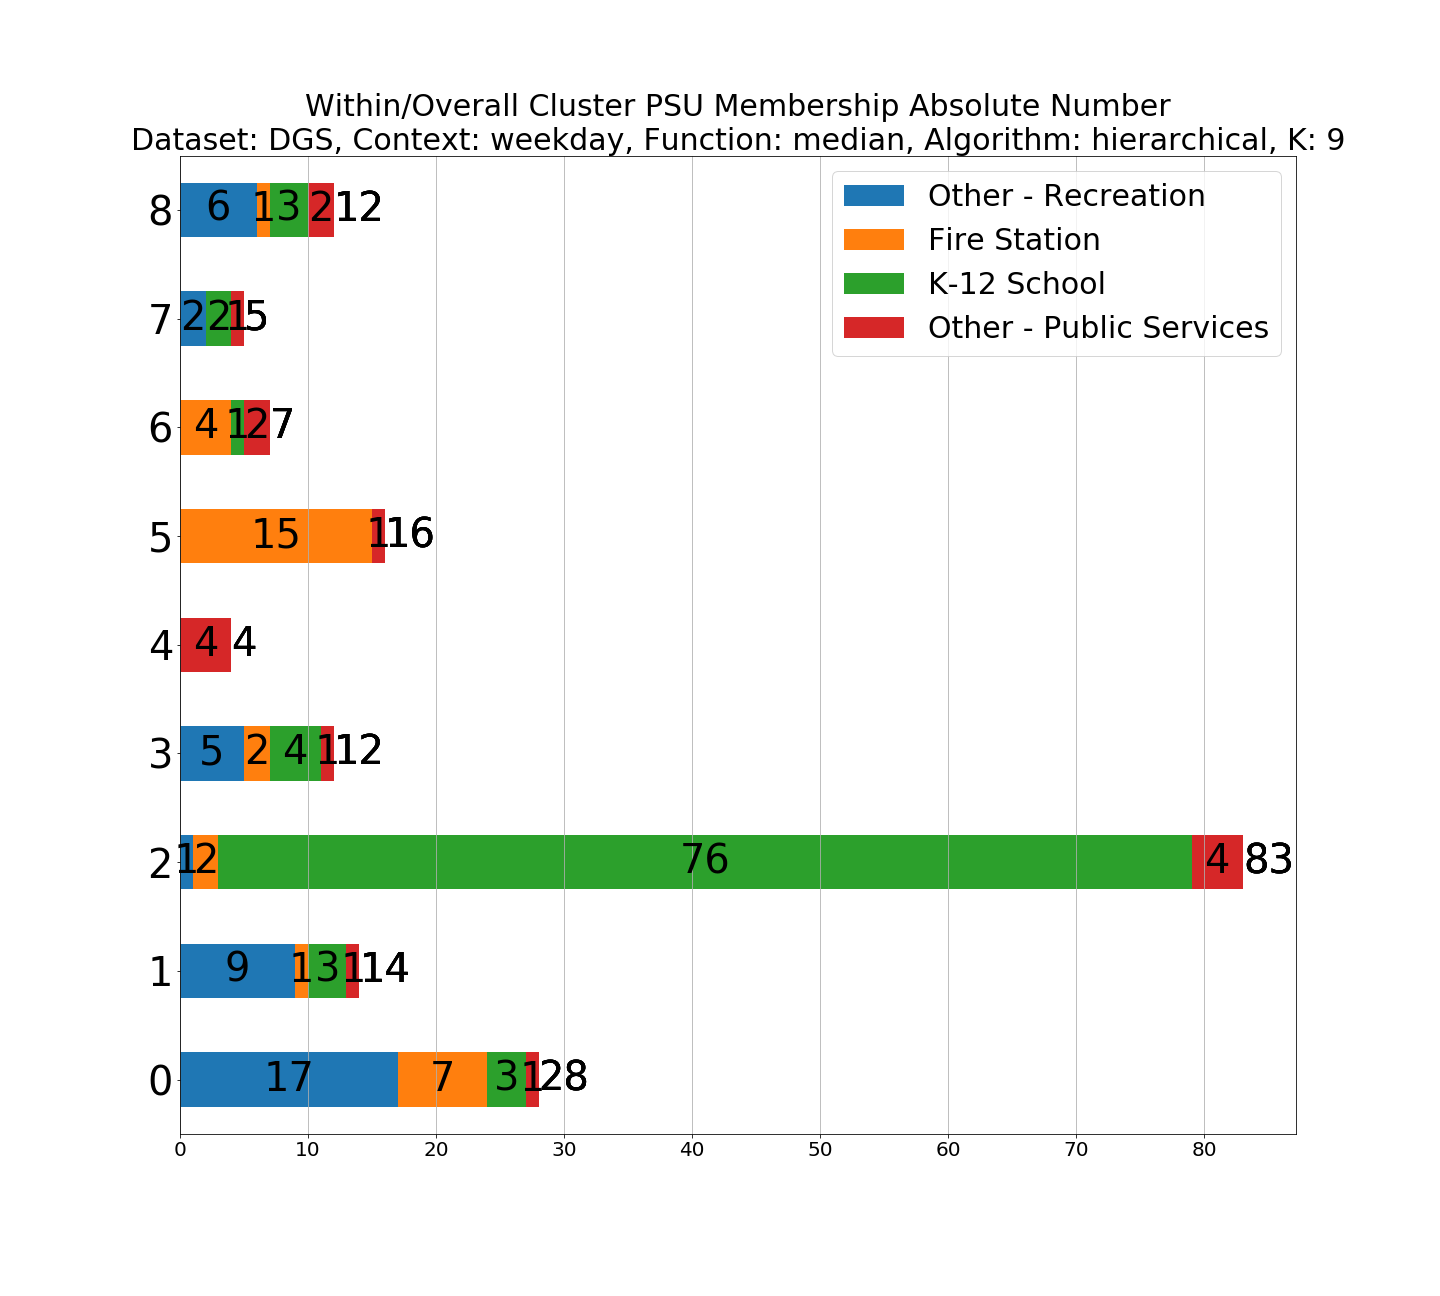 Within/Overall Cluster PSU Membership Absolute Number
Dataset: DGS, Context: weekday, Function: median, Algorithm: hierarchical, K: 9
Other - Recreation
Fire Station
K-12 School
Other - Public Services
8 6 1 3 2 12
7 2 2 1 5
6 4 1 2 7
5 15 1 16
4 4 4
3 5 2 4 1 12
2 1 2 76 4 83
1 9 1 3 1 14
0 17 7 3 1 28
0 10 20 30 40 50 60 70 80